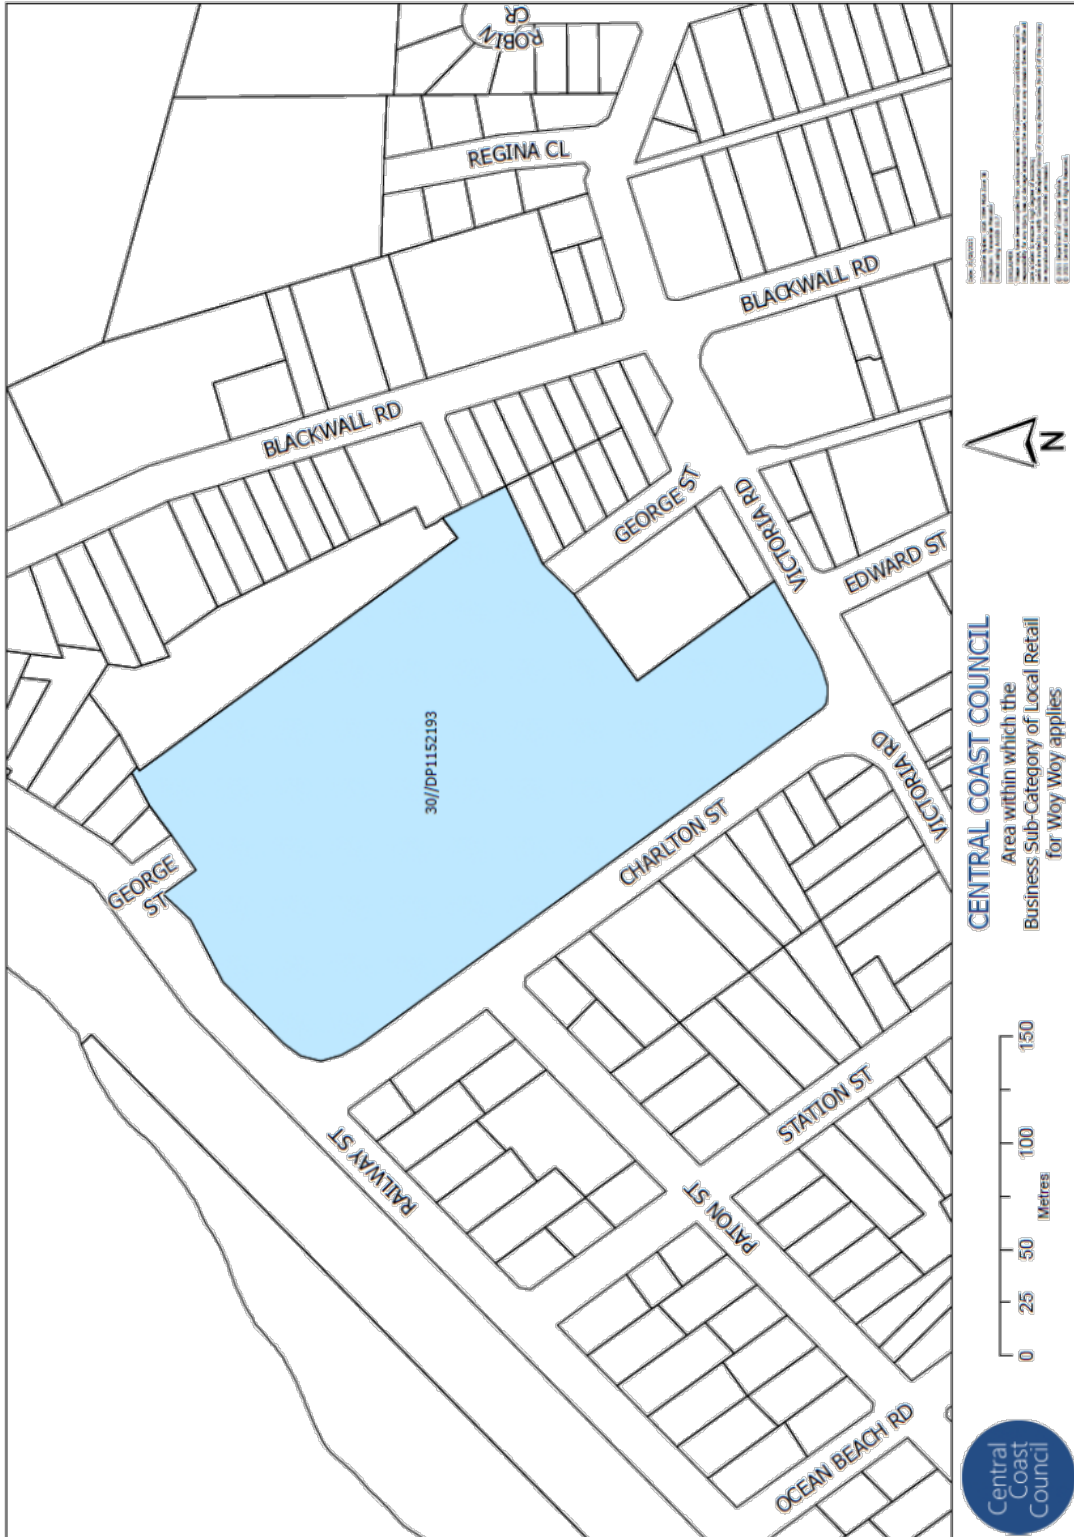 ROBIN
CR
REGINA CL
BLACKWALL RD
BLACKWALL RD
GEORGE ST
VICTORIA RD
EDWARD ST
30//DP1152193
GEORGE
ST
CHARLTON ST
VICTORIA RD
RAILWAY ST
STATION ST
PATON ST
OCEAN BEACH RD
N
CENTRAL COAST COUNCIL
Area within which the
Business Sub-Category of Local Retail
for Woy Woy applies
0 25 50 100 150
Metres
Central
Coast
Council